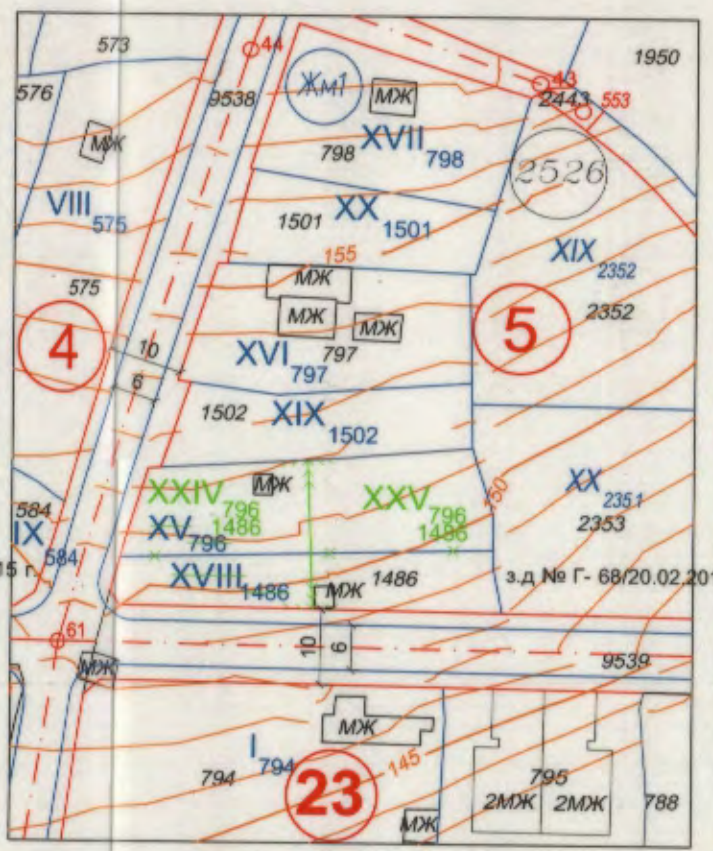 573
44
43
1950
576
9538
Жм1
МЖ
2443
553
МЖ
798
XVII 798
2526
VIII 575
XX 1501
1501
155
XIX 2352
575
МЖ
2352
МЖ
МЖ
4
10
XVI 797
797
5
6
1502
XIX 1502
МЖ
150
XX 2351
XXIV 796 1486
XXV 796 1486
584
XV 796
2353
IX 584
15 г.
XVIII 1486
1486
МЖ
з.д № Г- 68/20.02.201
61
10
6
МЖ
9539
МЖ
I 794
145
794
23
795
2МЖ
2МЖ
788
МЖ